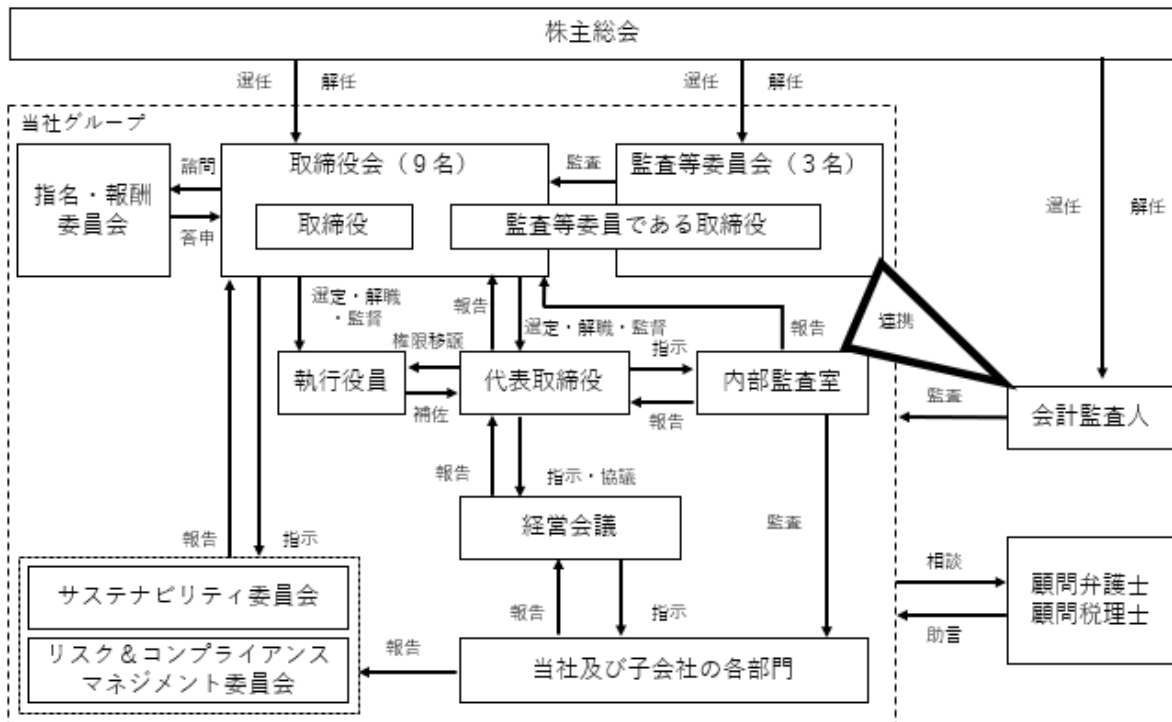 株主総会
選任
解任
選任
解任
当社グループ
指名・報酬
委員会
諮問
答申
取締役会（９名）
取締役
監査
監査等委員会（３名）
監査等委員である取締役
選任
解任
選定・解職
・監督
報告
選定・解職・監督
報告
連携
権限移譲
指示
執行役員
代表取締役
内部監査室
補佐
報告
監査
会計監査人
報告
指示・協議
経営会議
監査
報告
指示
相談
顧問弁護士
顧問税理士
助言
サステナビリティ委員会
リスク＆コンプライアンス
マネジメント委員会
報告
指示
報告
当社及び子会社の各部門